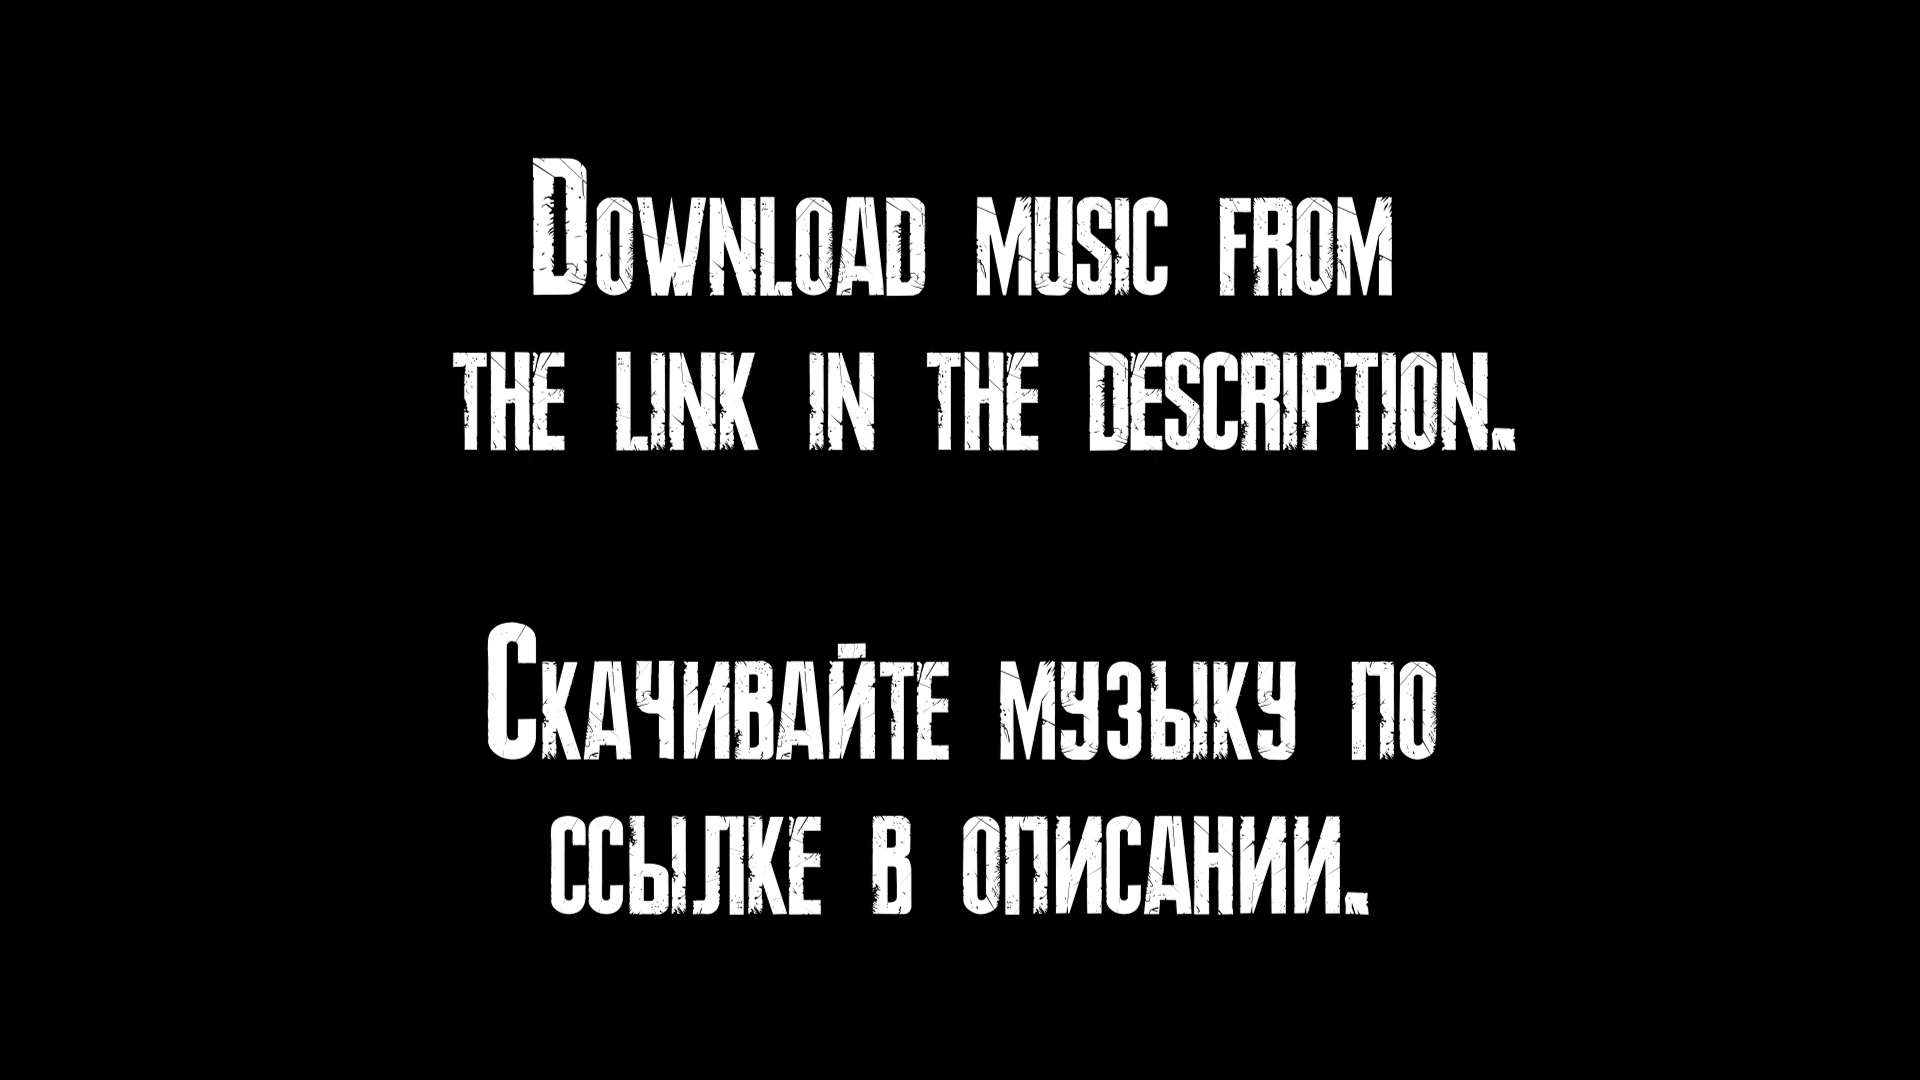 Download music from
the link in the description.
Скачивайте музыку по
ссылке в описании.